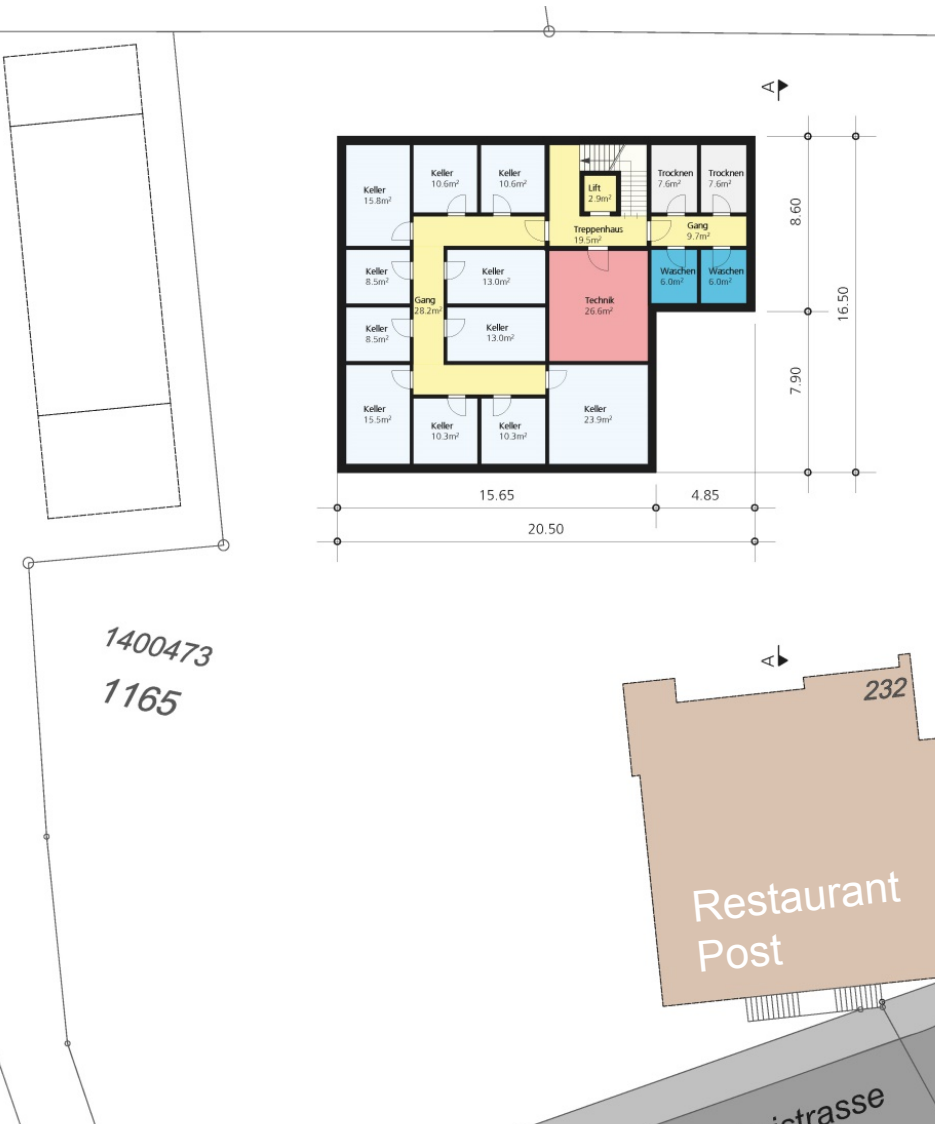 A
Keller
15.8m²
Keller
10.6m²
Keller
10.6m²
Lift
2.9m²
Trocknen
7.6m²
Trocknen
7.6m²
Treppenhaus
19.5m²
Gang
9.7m²
8.60
Keller
8.5m²
Keller
13.0m²
Waschen
6.0m²
Waschen
6.0m²
Gang
28.2m²
Technik
26.6m²
16.50
Keller
8.5m²
Keller
13.0m²
7.90
Keller
15.5m²
Keller
10.3m²
Keller
10.3m²
Keller
23.9m²
15.65
4.85
20.50
1400473
1165
A
232
Restaurant
Post